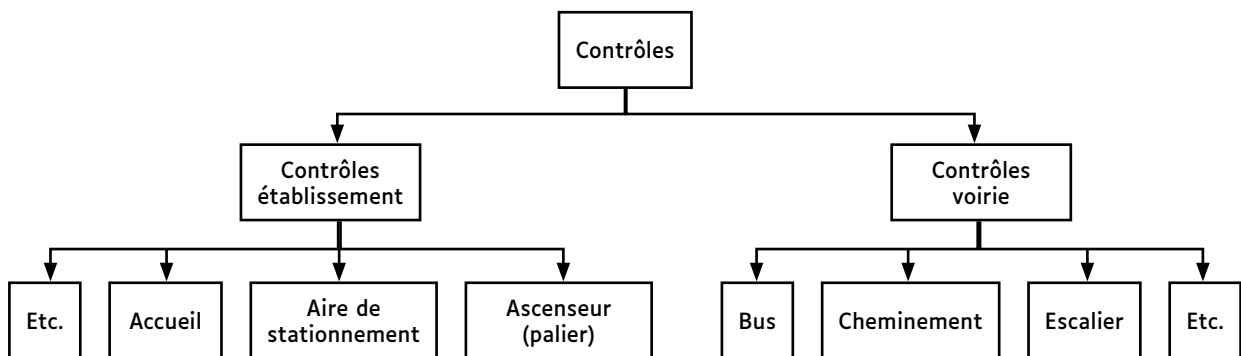 Contrôles
Contrôles
établissement
Contrôles
voirie
Etc.
Accueil
Aire de
stationnement
Ascenseur
(palier)
Bus
Cheminement
Escalier
Etc.